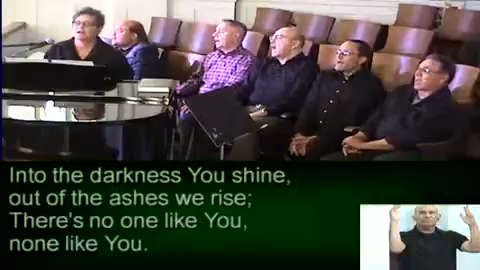 Into the darkness You shine,
out of the ashes we rise;
There's no one like You,
none like You.